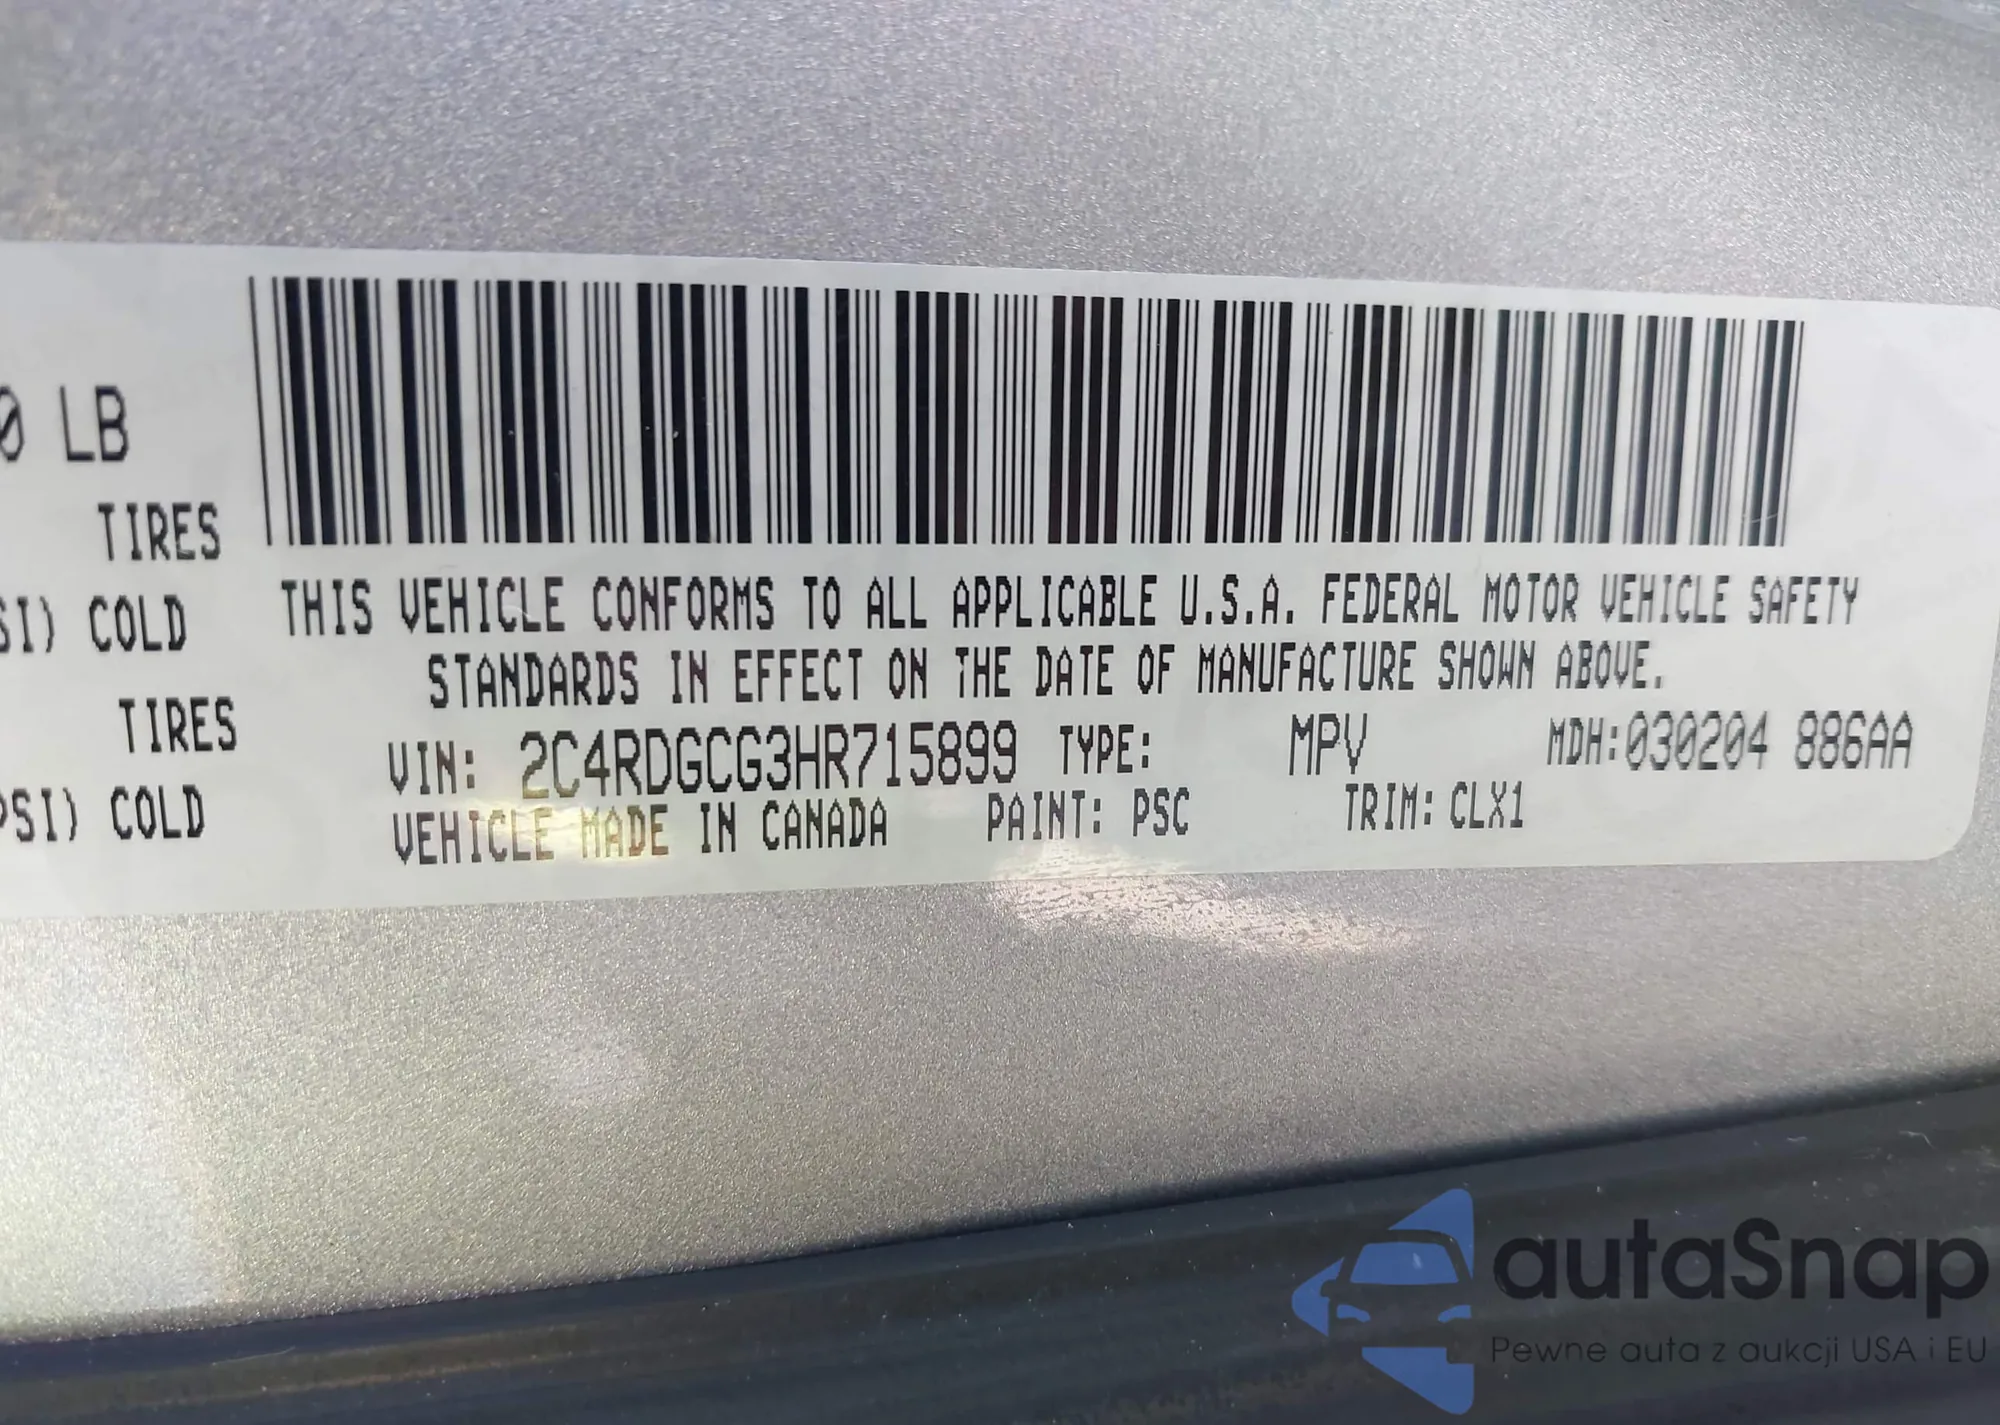 0 LB
TIRES
SI) COLD
TIRES
PSI) COLD
THIS VEHICLE CONFORMS TO ALL APPLICABLE U.S.A. FEDERAL MOTOR VEHICLE SAFETY
STANDARDS IN EFFECT ON THE DATE OF MANUFACTURE SHOWN ABOVE.
VIN: 2C4RDGCG3HR715899 TYPE: MPV MDH:030204 886AA
VEHICLE MADE IN CANADA PAINT: PSC TRIM: CLX1
autaSnap
Pewne auta z aukcji USA i EU